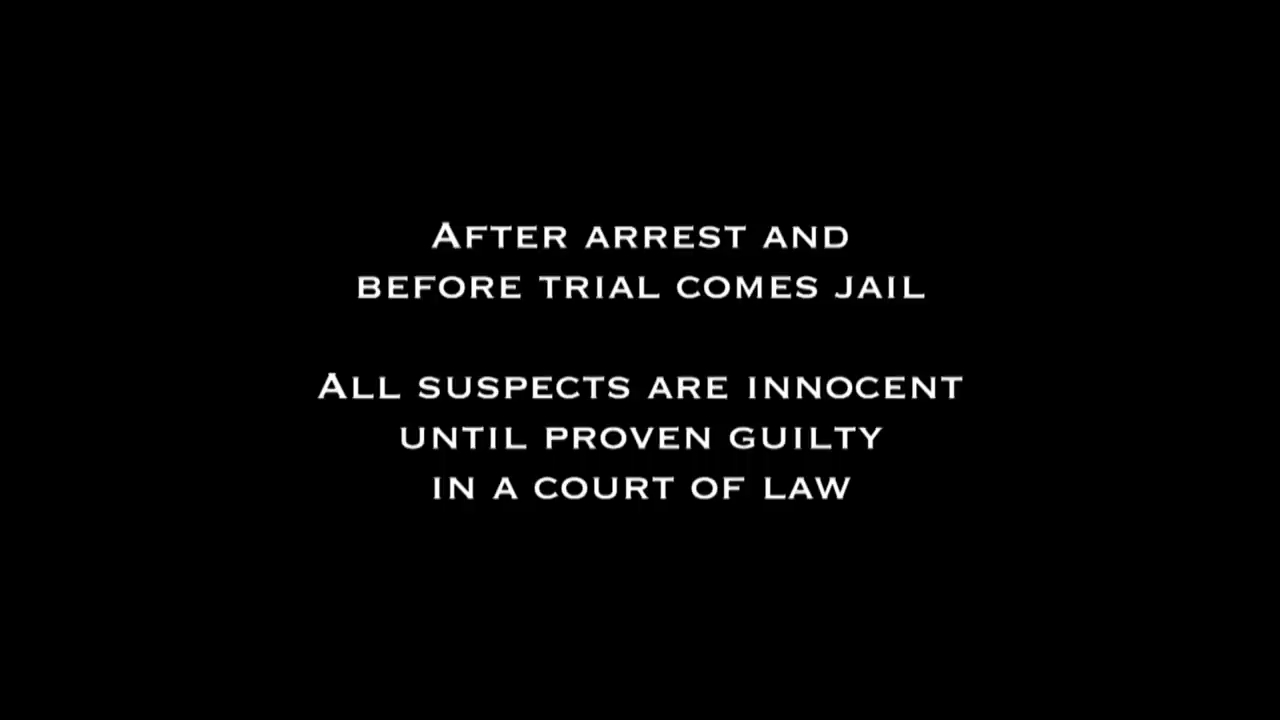 After arrest and
before trial comes jail
All suspects are innocent
until proven guilty
in a court of law